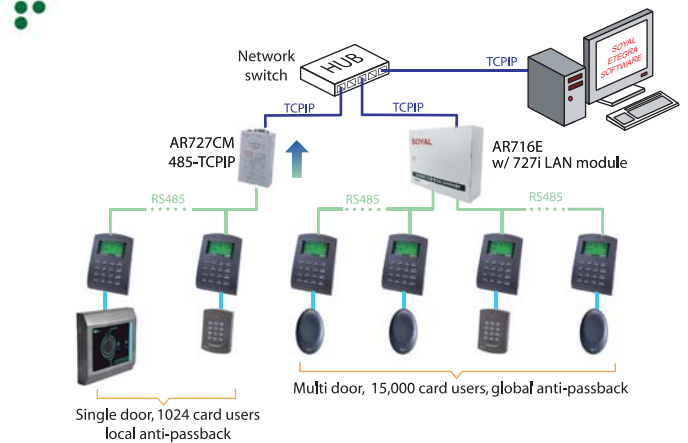 Network
switch
HUB
TCPIP
SOYAL
ETEGRA
SOFTWARE
TCPIP
TCPIP
AR727CM
485-TCPIP
SOYAL
AR716E
w/ 727i LAN module
RS485
RS485
RS485
Multi door, 15,000 card users, global anti-passback
Single door, 1024 card users
local anti-passback